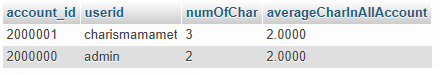 account_id userid numOfChar averageCharInAllAccount
2000001 charismamamet 3 2.0000
2000000 admin 2 2.0000